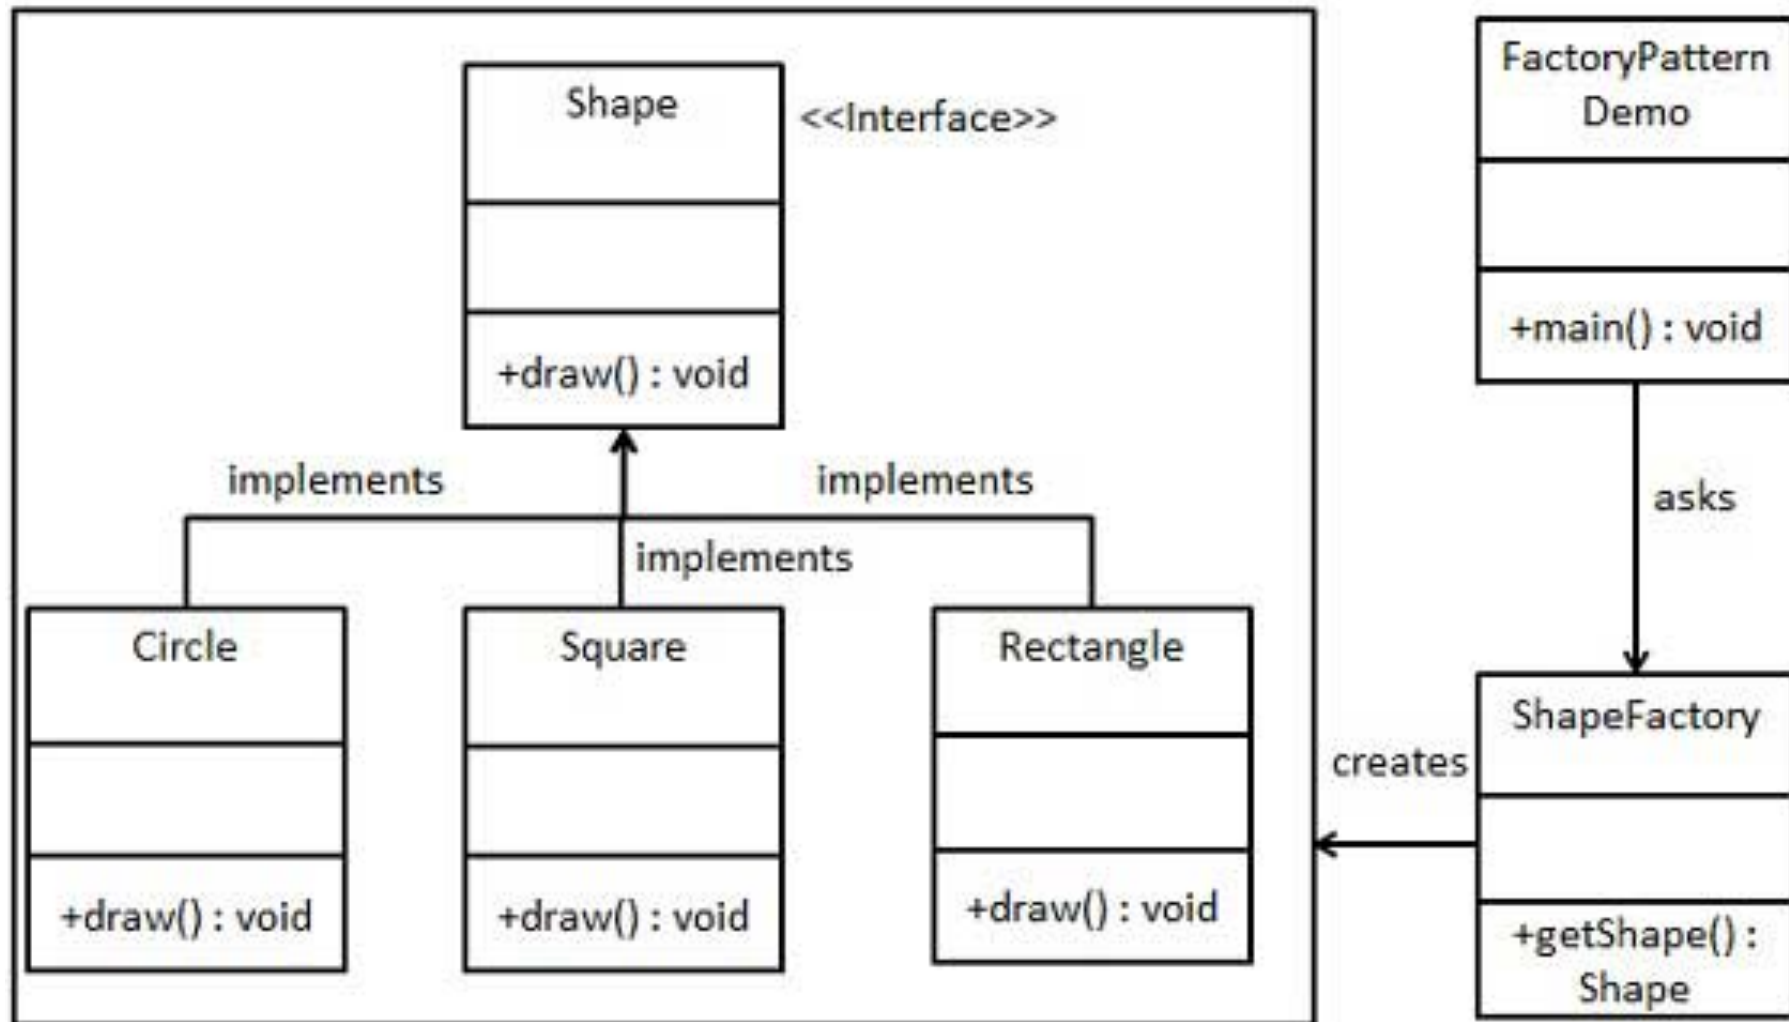 Shape
<<Interface>>
+draw() : void
implements
implements
implements
Circle
+draw() : void
Square
+draw() : void
Rectangle
+draw() : void
FactoryPattern
Demo
+main() : void
asks
ShapeFactory
+getShape() :
Shape
creates